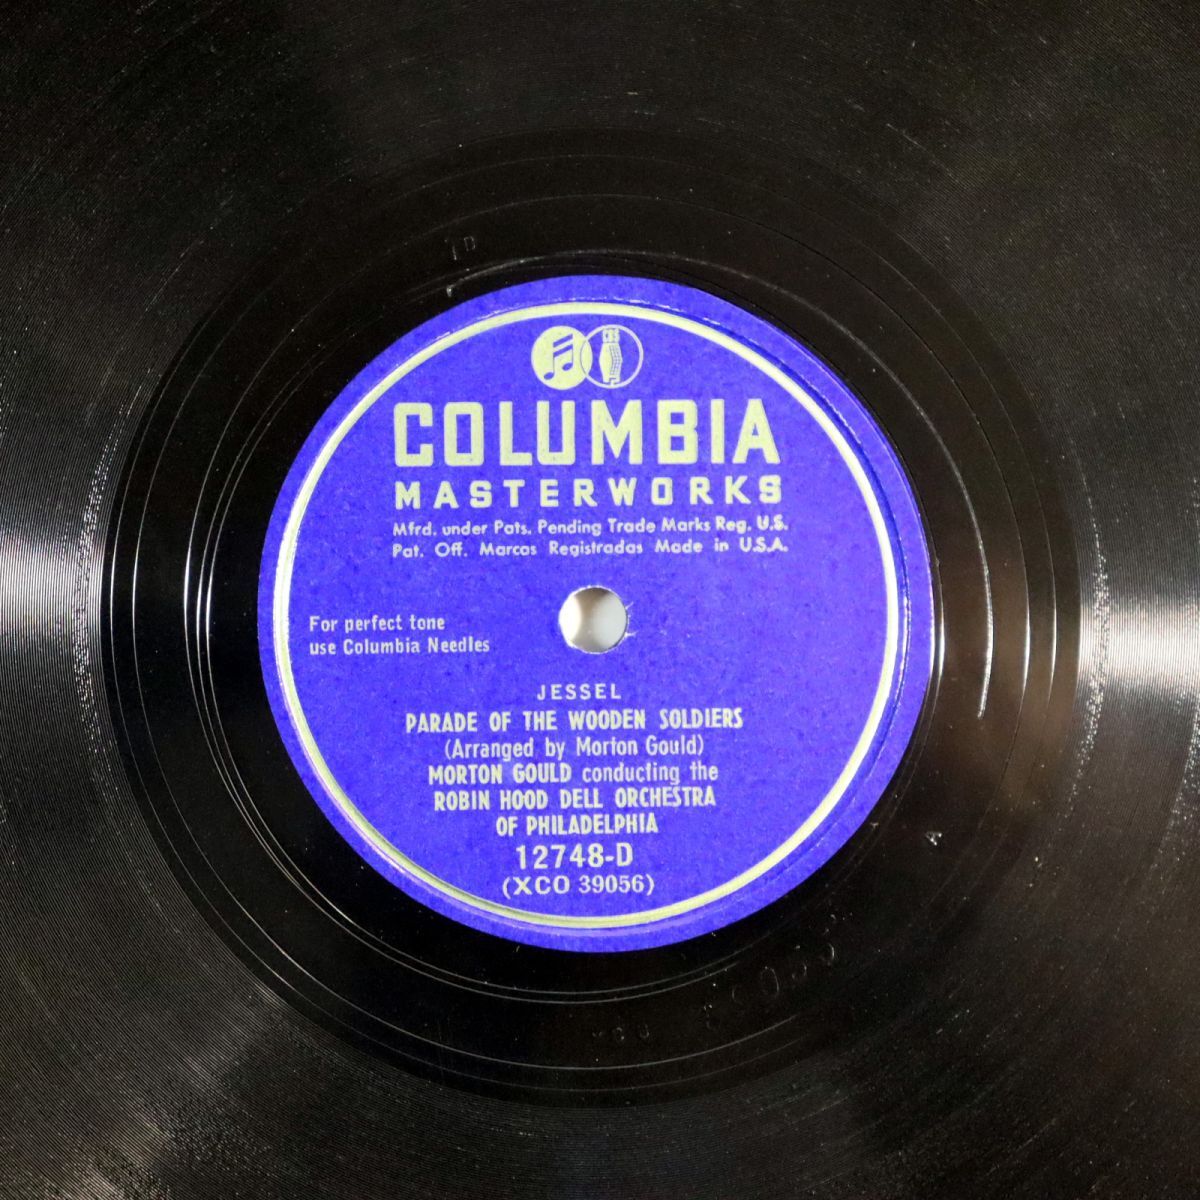 CBS
COLUMBIA
MASTERWORKS
Mfrd. under Pats. Pending Trade Marks Reg. U.S.
Pat. Off. Marcas Registradas Made in U.S.A.
For perfect tone
use Columbia Needles
JESSEL
PARADE OF THE WOODEN SOLDIERS
(Arranged by Morton Gould)
MORTON GOULD conducting the
ROBIN HOOD DELL ORCHESTRA
OF PHILADELPHIA
12748-D
(XCO 39056)
1D
A